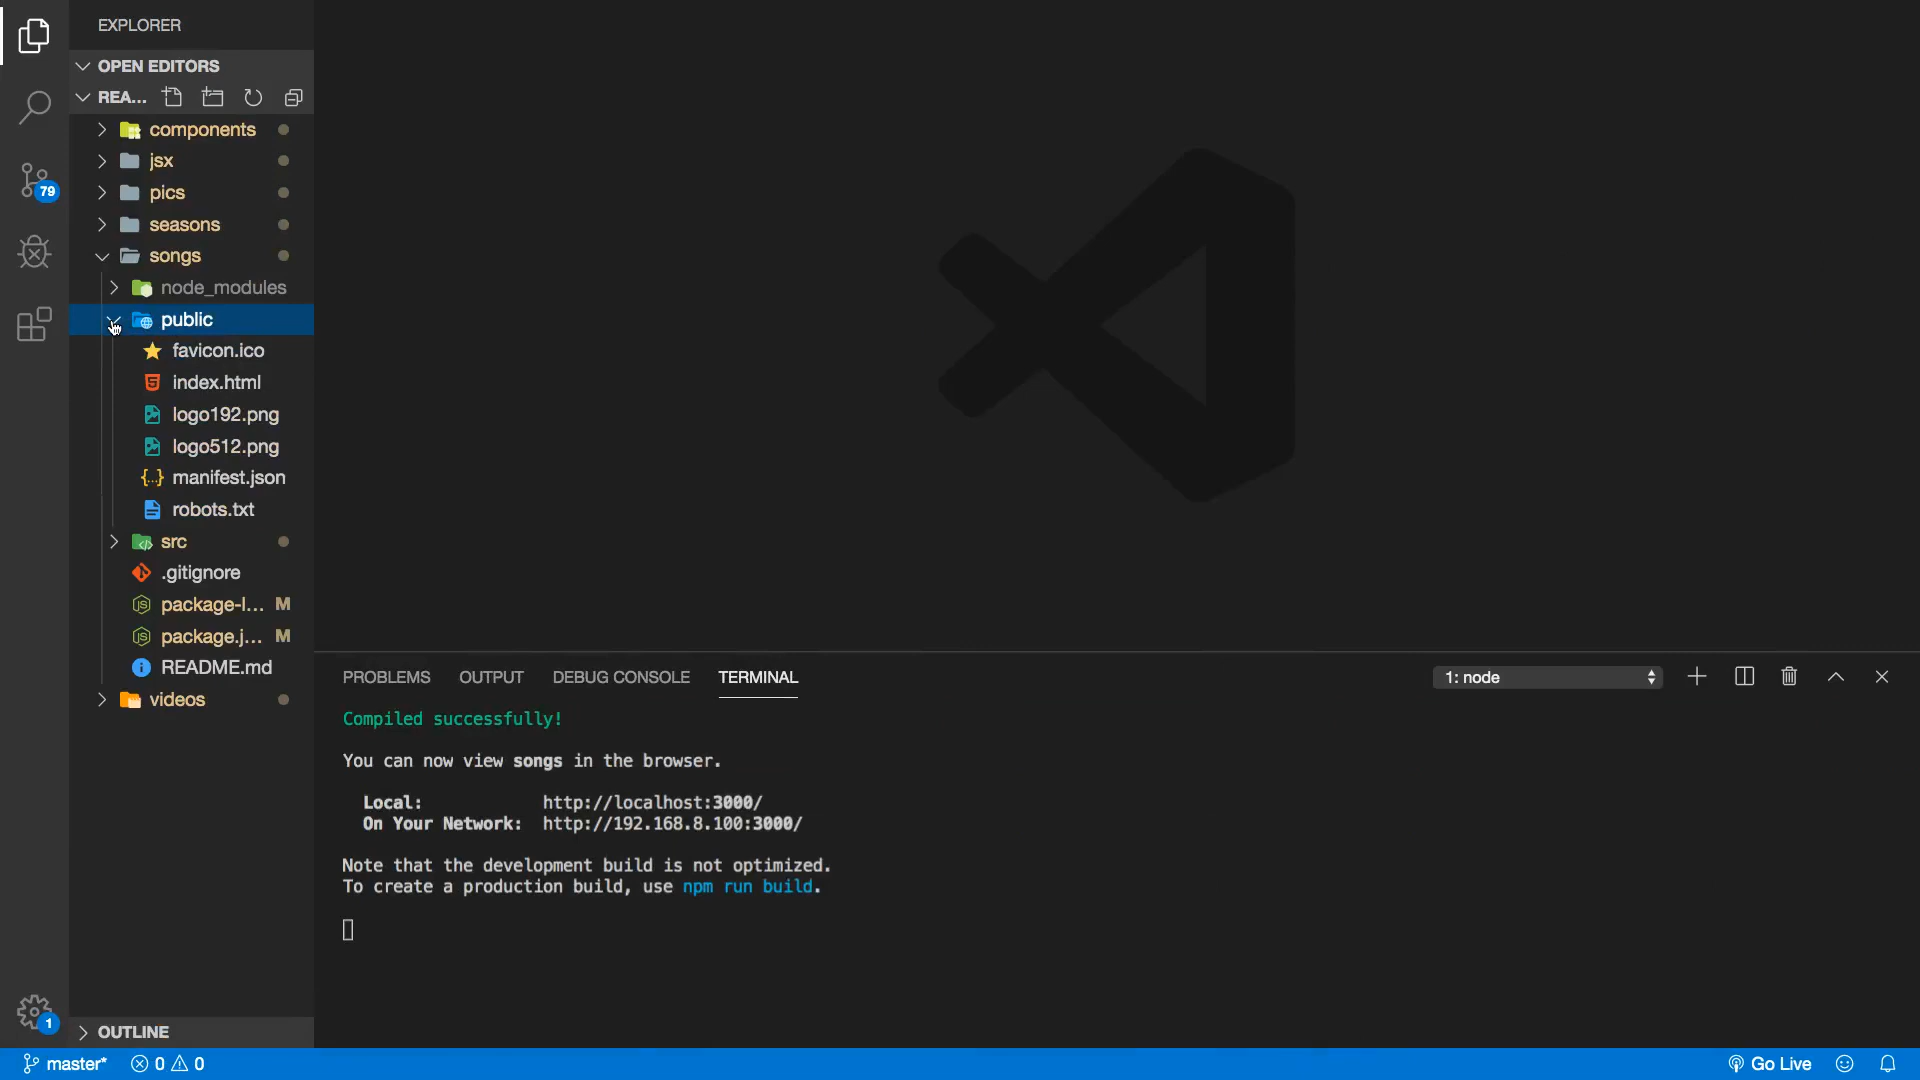 EXPLORER
OPEN EDITORS
REA...
components
jsx
pics
seasons
songs
node_modules
public
favicon.ico
index.html
logo192.png
logo512.png
manifest.json
robots.txt
src
.gitignore
package-l... M
package.j... M
README.md
videos
OUTLINE
79
1
PROBLEMS OUTPUT DEBUG CONSOLE TERMINAL 1: node
Compiled successfully!
You can now view songs in the browser.
Local: http://localhost:3000/
On Your Network: http://192.168.8.100:3000/
Note that the development build is not optimized.
To create a production build, use npm run build.
master* 0 0 Go Live